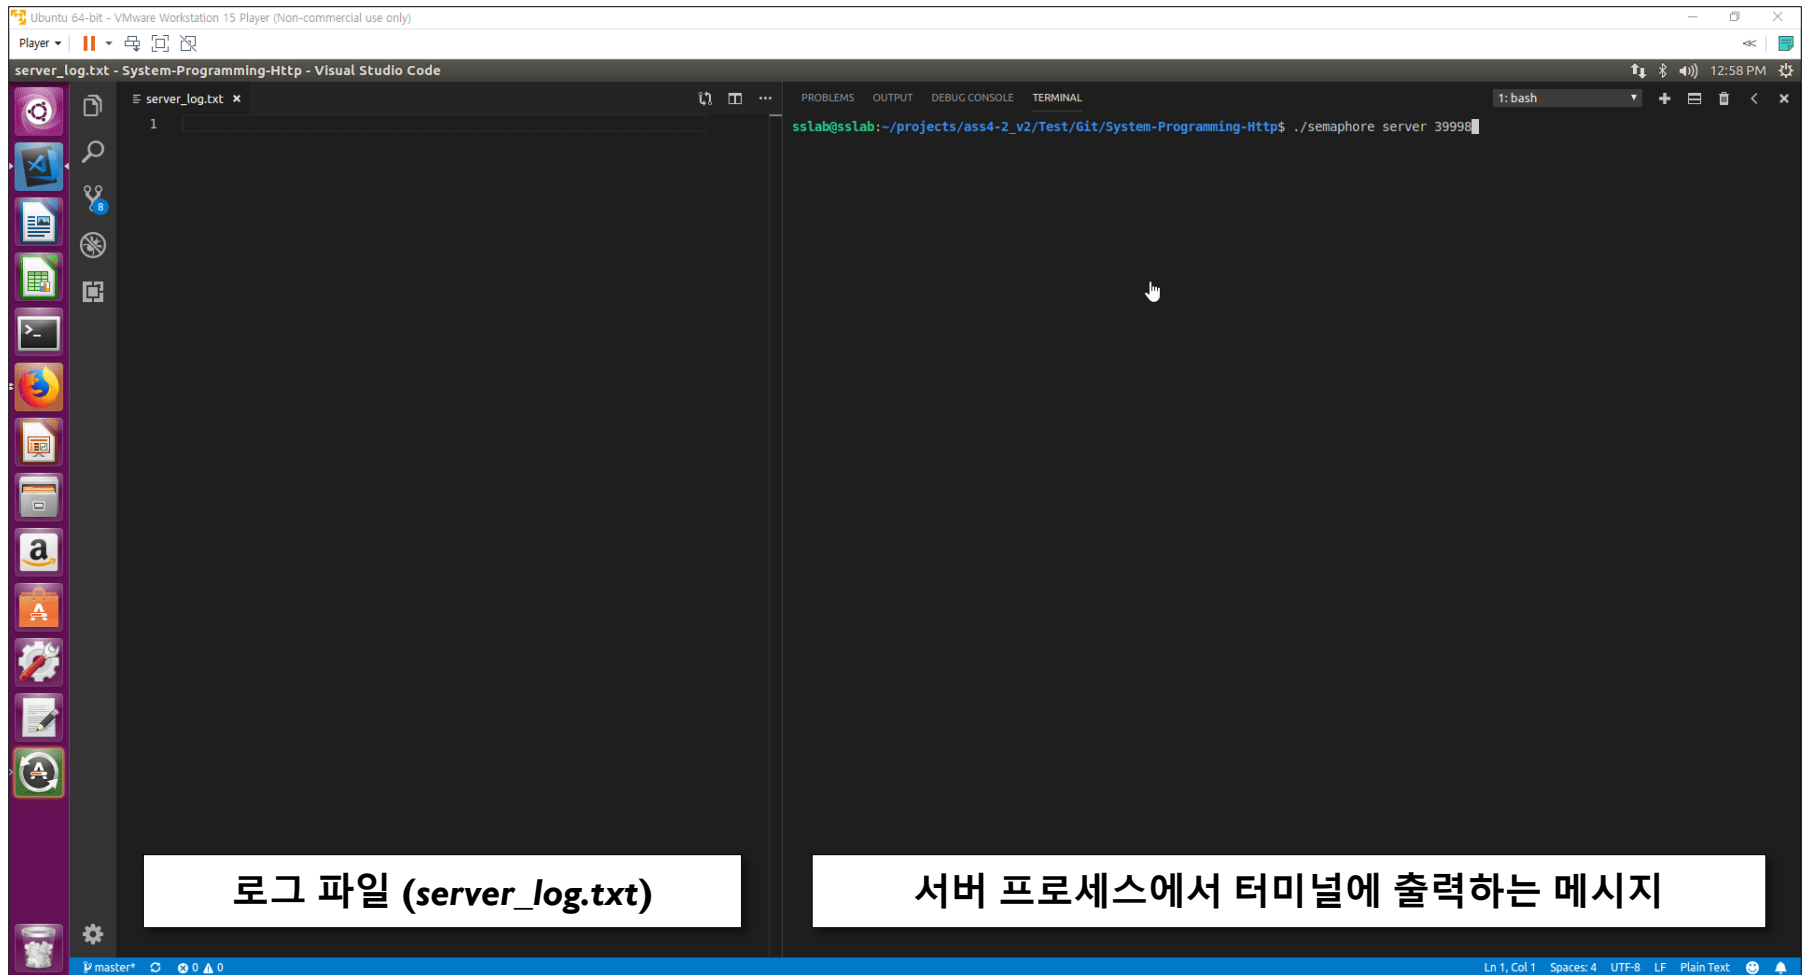 Ubuntu 64-bit - VMware Workstation 15 Player (Non-commercial use only)
Player
server_log.txt - System-Programming-Http - Visual Studio Code
12:58 PM
server_log.txt
PROBLEMS OUTPUT DEBUG CONSOLE TERMINAL
1: bash
1
sslab@sslab:~/projects/ass4-2_v2/Test/Git/System-Programming-Http$ ./semaphore server 39998
8
로그 파일 (server_log.txt)
서버 프로세스에서 터미널에 출력하는 메시지
master* 0 0
Ln 1, Col 1 Spaces: 4 UTF-8 LF Plain Text